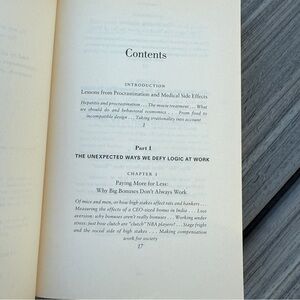 Contents
INTRODUCTION
Lessons from Procrastination and Medical Side Effects
Hepatitis and procrastination . . . The movie treatment . . . What
we should do and behavioral economics . . . From food to
incompatible design . . . Taking irrationality into account
1
Part I
THE UNEXPECTED WAYS WE DEFY LOGIC AT WORK
CHAPTER 1
Paying More for Less:
Why Big Bonuses Don't Always Work
Of mice and men, or how high stakes affect rats and bankers . . .
Measuring the effects of a CEO-sized bonus in India . . . Loss
aversion: why bonuses aren't really bonuses . . . Working under
stress: just how clutch are "clutch" NBA players? . . . Stage fright
and the social side of high stakes . . . Making compensation
work for society
17